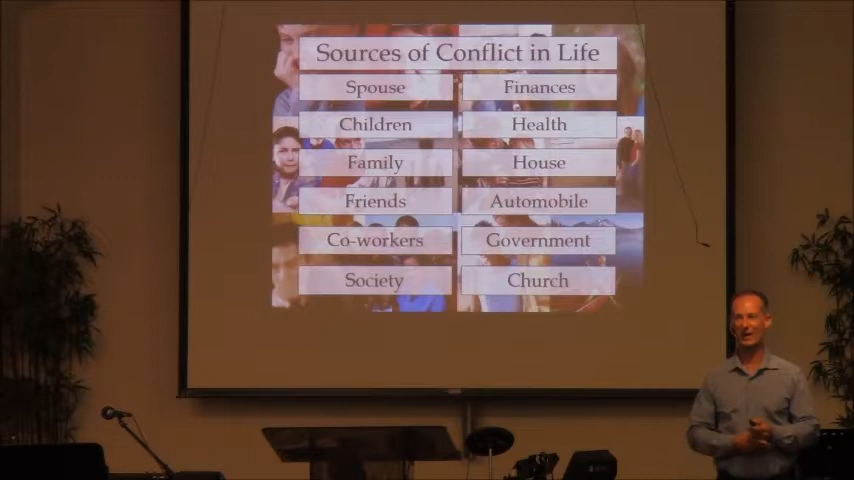 Sources of Conflict in Life
Spouse
Finances
Children
Health
Family
House
Friends
Automobile
Co-workers
Government
Society
Church